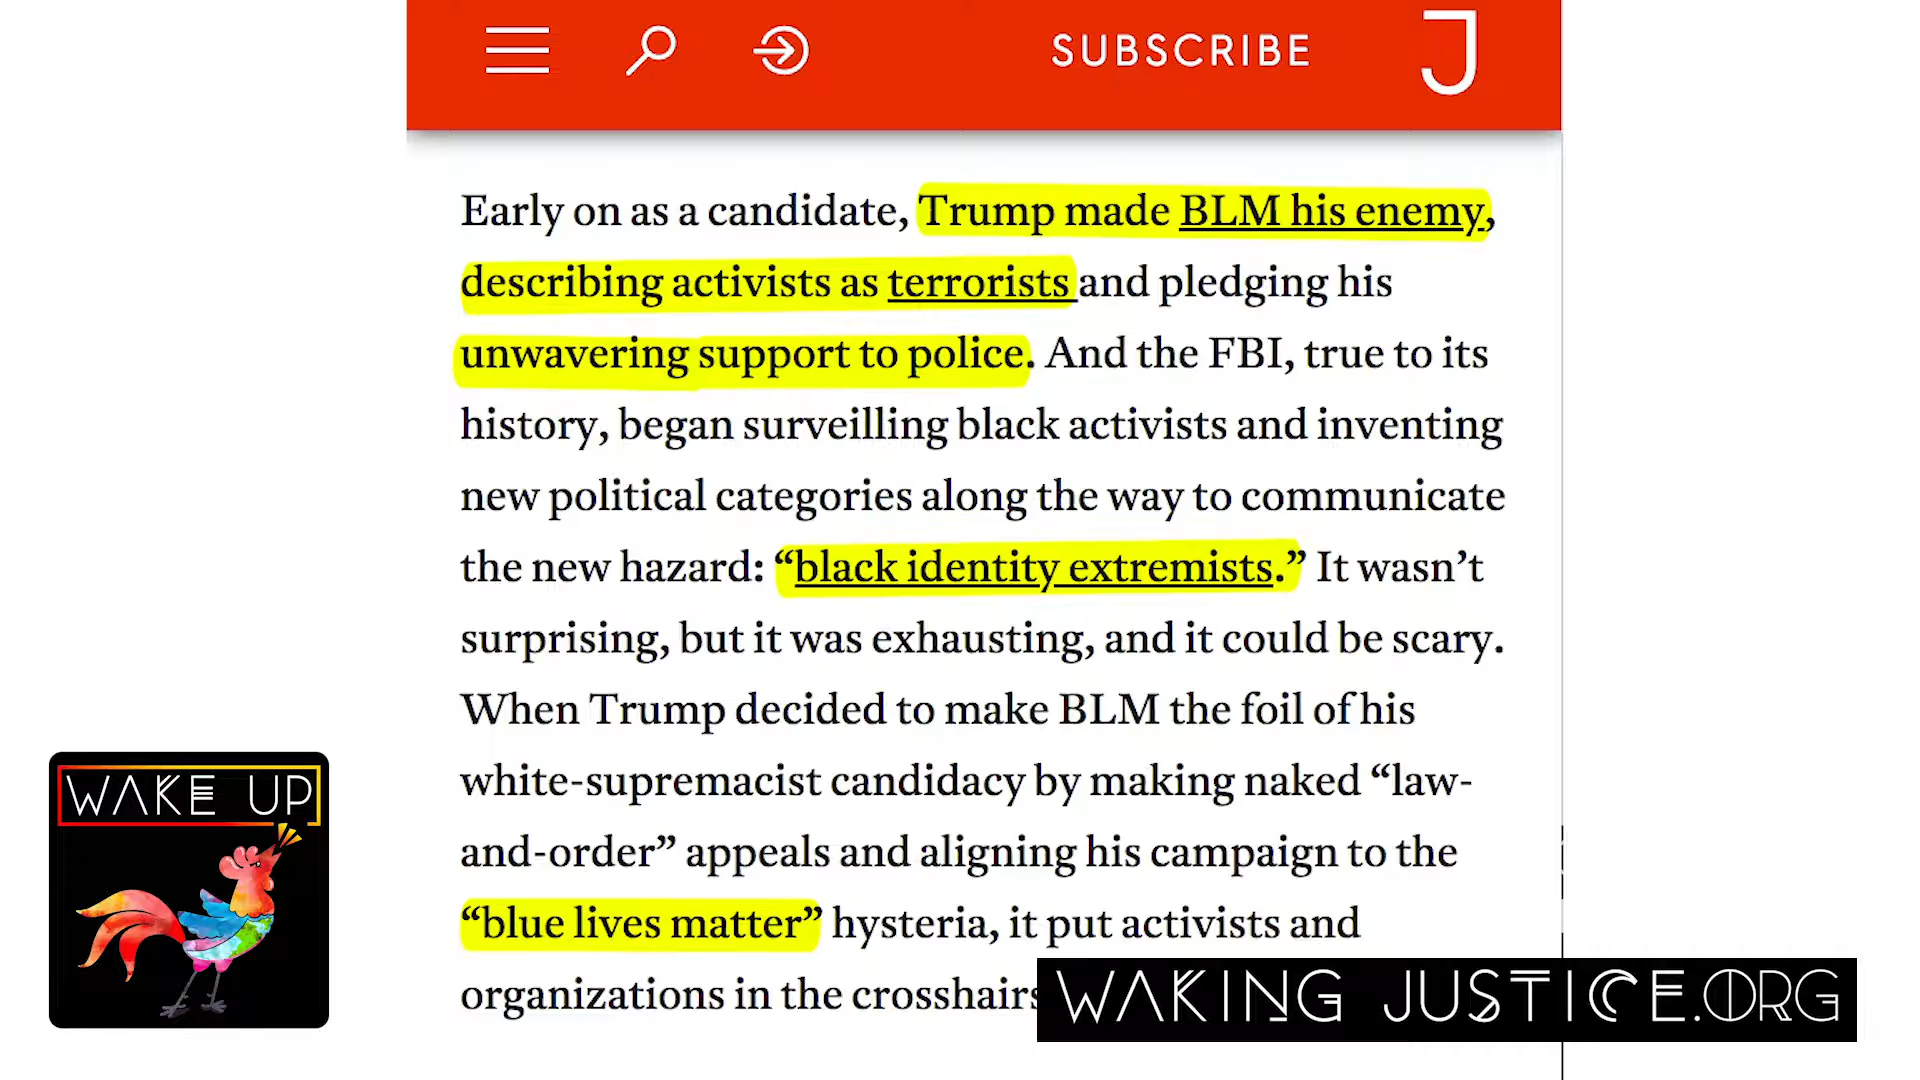 SUBSCRIBE J
Early on as a candidate, Trump made BLM his enemy,
describing activists as terrorists and pledging his
unwavering support to police. And the FBI, true to its
history, began surveilling black activists and inventing
new political categories along the way to communicate
the new hazard: “black identity extremists.” It wasn’t
surprising, but it was exhausting, and it could be scary.
When Trump decided to make BLM the foil of his
white-supremacist candidacy by making naked “law-
and-order” appeals and aligning his campaign to the
“blue lives matter” hysteria, it put activists and
organizations in the crosshairs
WAKE UP
WAKING JUSTICE.ORG